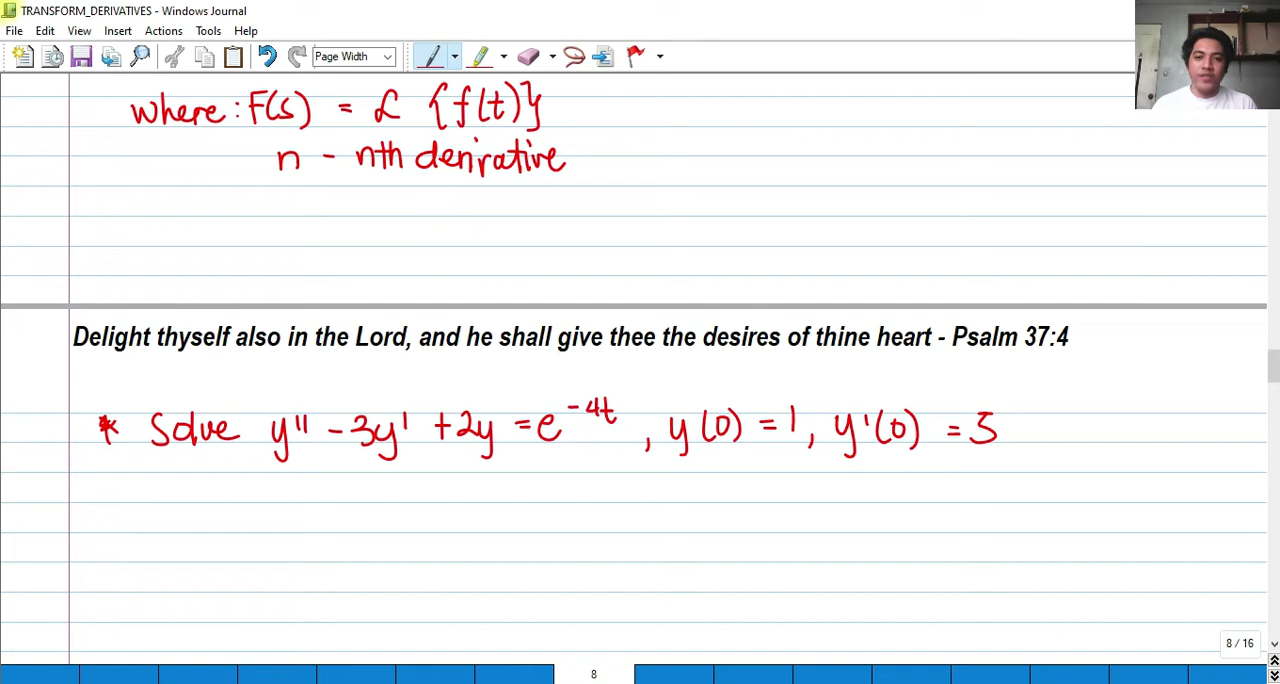 TRANSFORM_DERIVATIVES - Windows Journal
File Edit View Insert Actions Tools Help
Page Width
where: F(s) = £ {f(t)}
n - nth derivative
Delight thyself also in the Lord, and he shall give thee the desires of thine heart - Psalm 37:4
* Solve y'' - 3y' + 2y = e^-4t, y(0) = 1, y'(0) = 5
8 / 16
8